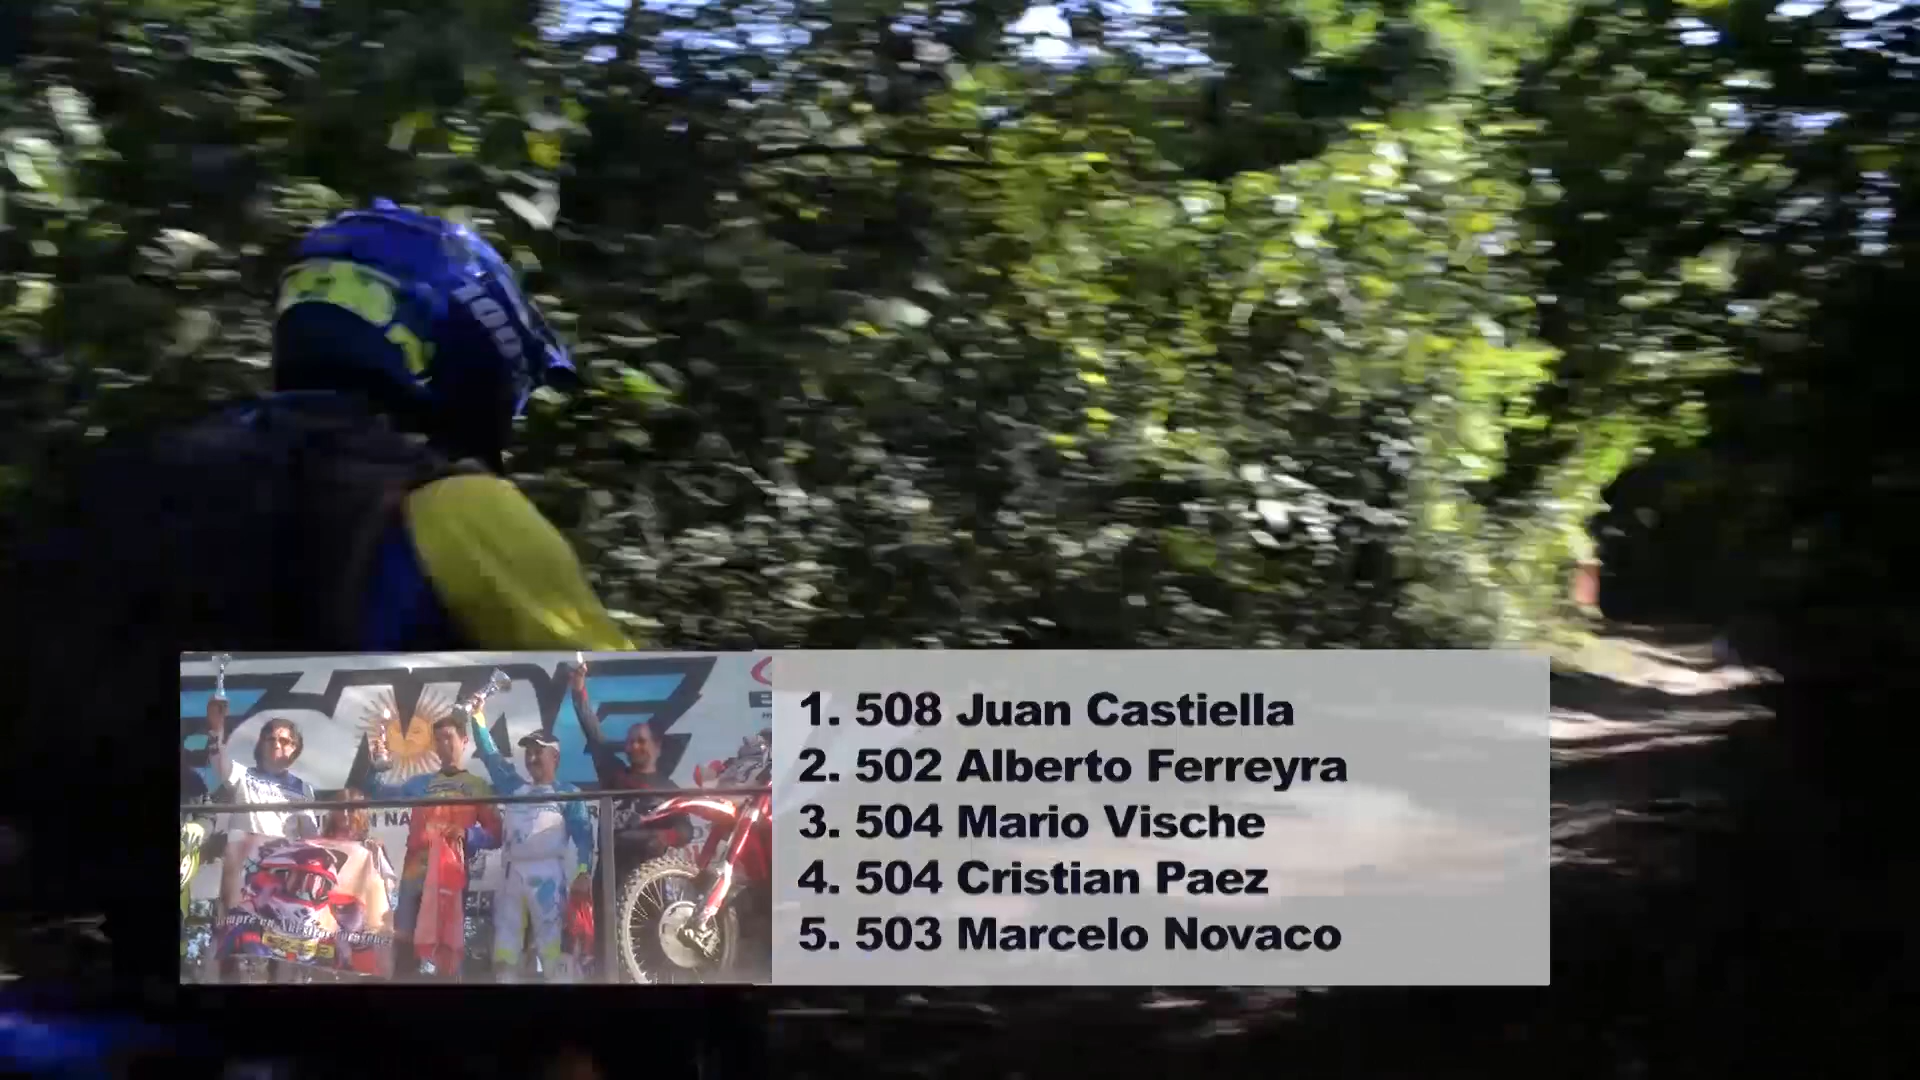 100
1. 508 Juan Castiella
2. 502 Alberto Ferreyra
3. 504 Mario Vische
4. 504 Cristian Paez
5. 503 Marcelo Novaco